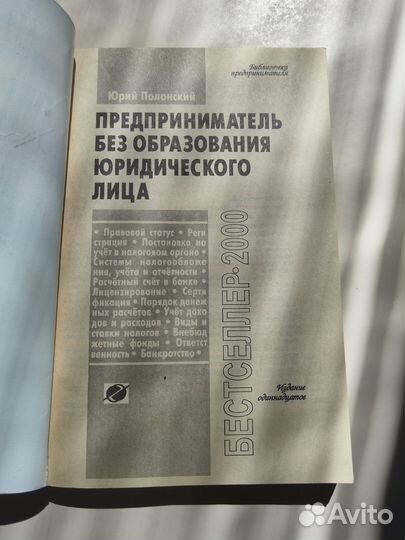 Библиотека
предпринимателя
Юрий Полонский
ПРЕДПРИНИМАТЕЛЬ
БЕЗ ОБРАЗОВАНИЯ
ЮРИДИЧЕСКОГО
ЛИЦА
• Правовой статус • Реги
страция • Постановка на
учёт в налоговом органе •
Системы налогообложе
ния, учёта и отчётности •
Расчётный счёт в банке •
Лицензирование • Серти
фикация • Порядок денеж
ных расчётов • Учёт дохо
дов и расходов • Виды и
ставки налогов • Внебюд
жетные фонды • Ответст
венность • Банкротство •
БЕСТСЕЛЛЕР•2000
Издание
одиннадцатое
Avito